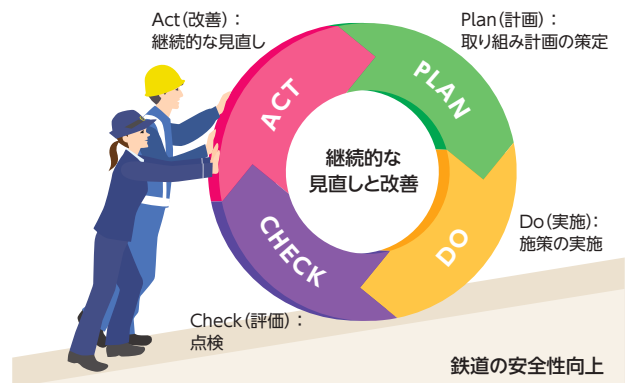 Act（改善）：
継続的な見直し
Plan（計画）：
取り組み計画の策定
ACT
PLAN
継続的な
見直しと改善
CHECK
DO
Do（実施）：
施策の実施
Check（評価）：
点検
鉄道の安全性向上